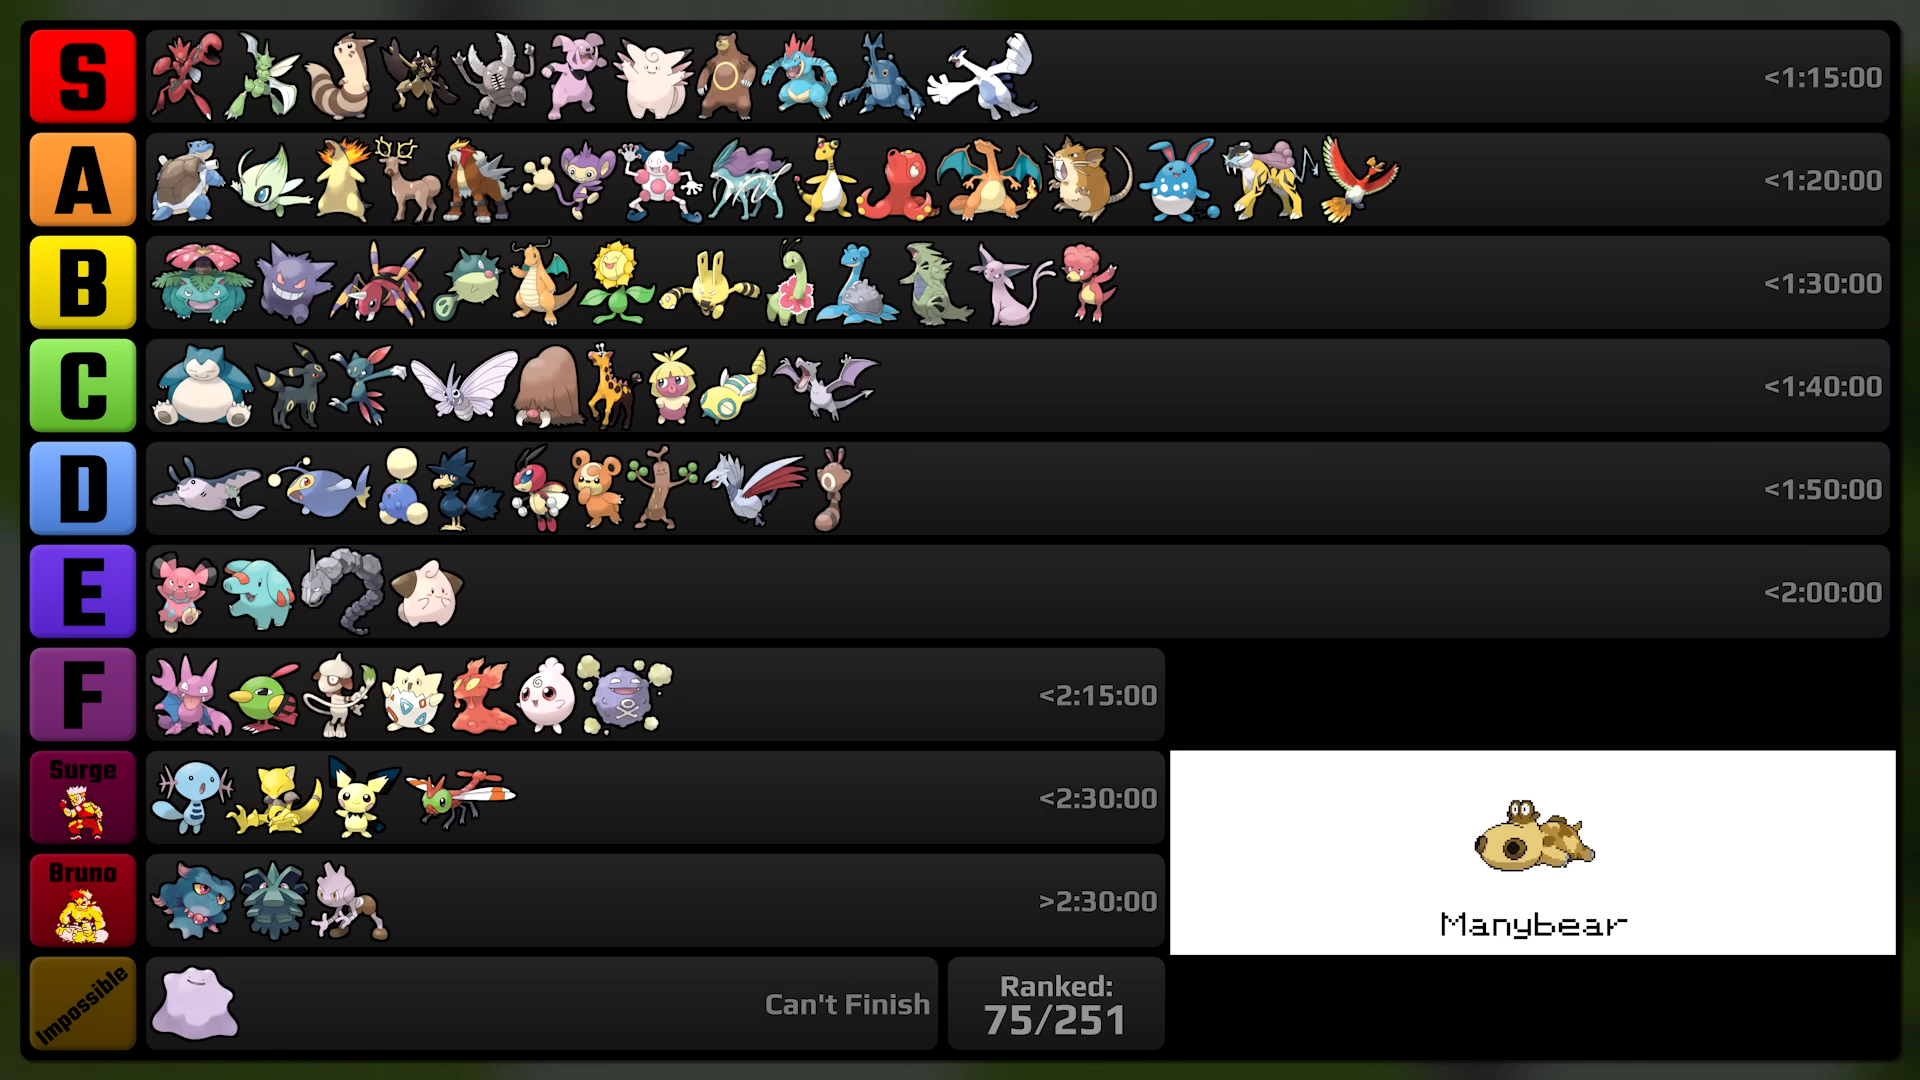 S <1:15:00
A <1:20:00
B <1:30:00
C <1:40:00
D <1:50:00
E <2:00:00
F <2:15:00
Surge <2:30:00
Bruno >2:30:00
Manybear
Impossible Can't Finish
Ranked:
75/251